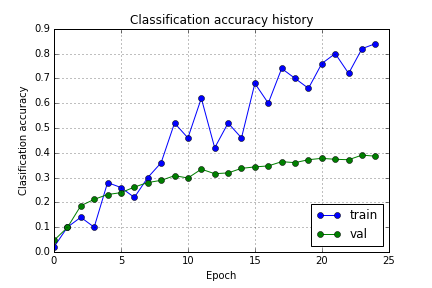 Classification accuracy history
0.9
0.8
0.7
0.6
0.5
0.4
0.3
0.2
0.1
0.0
Classification accuracy
0 5 10 15 20 25
Epoch
train
val